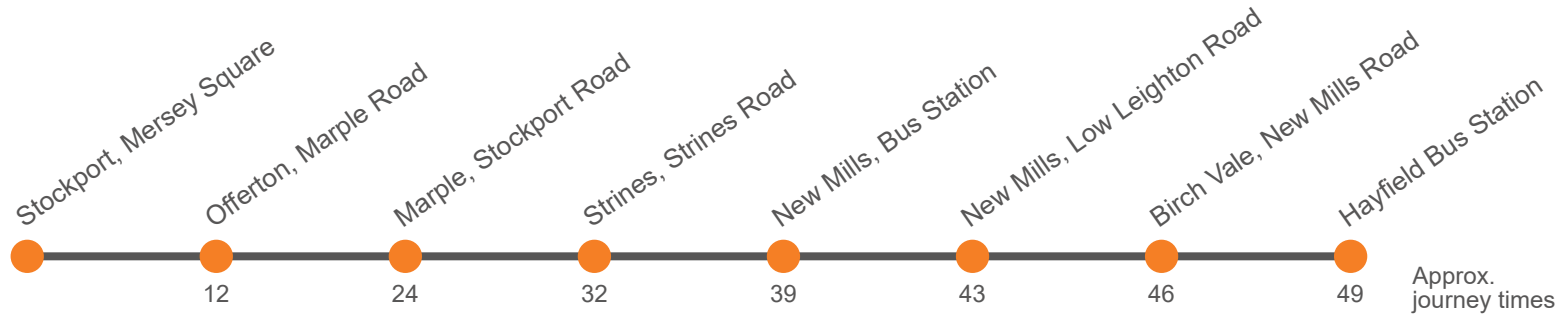 Stockport, Mersey Square
Offerton, Marple Road
Marple, Stockport Road
Strines, Strines Road
New Mills, Bus Station
New Mills, Low Leighton Road
Birch Vale, New Mills Road
Hayfield Bus Station
12
24
32
39
43
46
49
Approx.
journey times